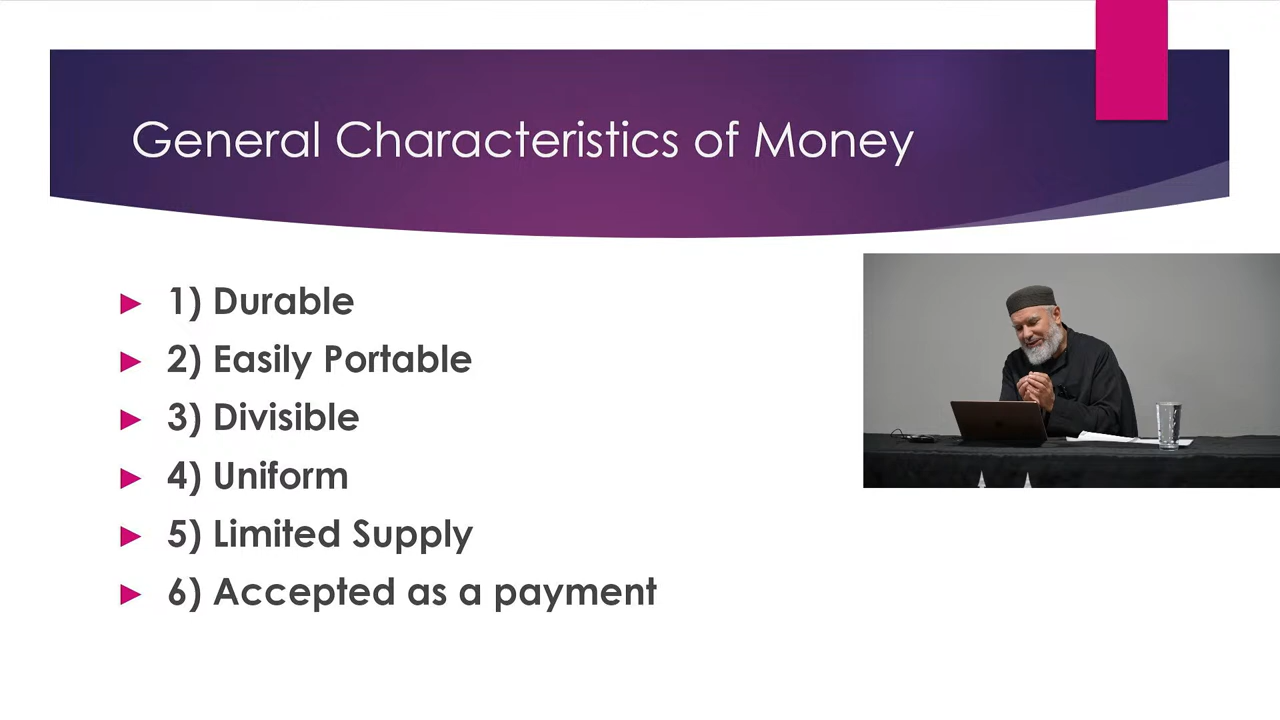 General Characteristics of Money
1) Durable
2) Easily Portable
3) Divisible
4) Uniform
5) Limited Supply
6) Accepted as a payment